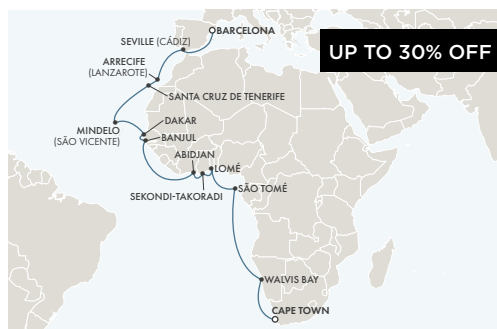 BARCELONA
UP TO 30% OFF
SEVILLE (CÁDIZ)
ARRECIFE
(LANZAROTE)
SANTA CRUZ DE TENERIFE
MINDELO
(SÃO VICENTE)
DAKAR
BANJUL
ABIDJAN
LOMÉ
SEKONDI-TAKORADI
SÃO TOMÉ
WALVIS BAY
CAPE TOWN